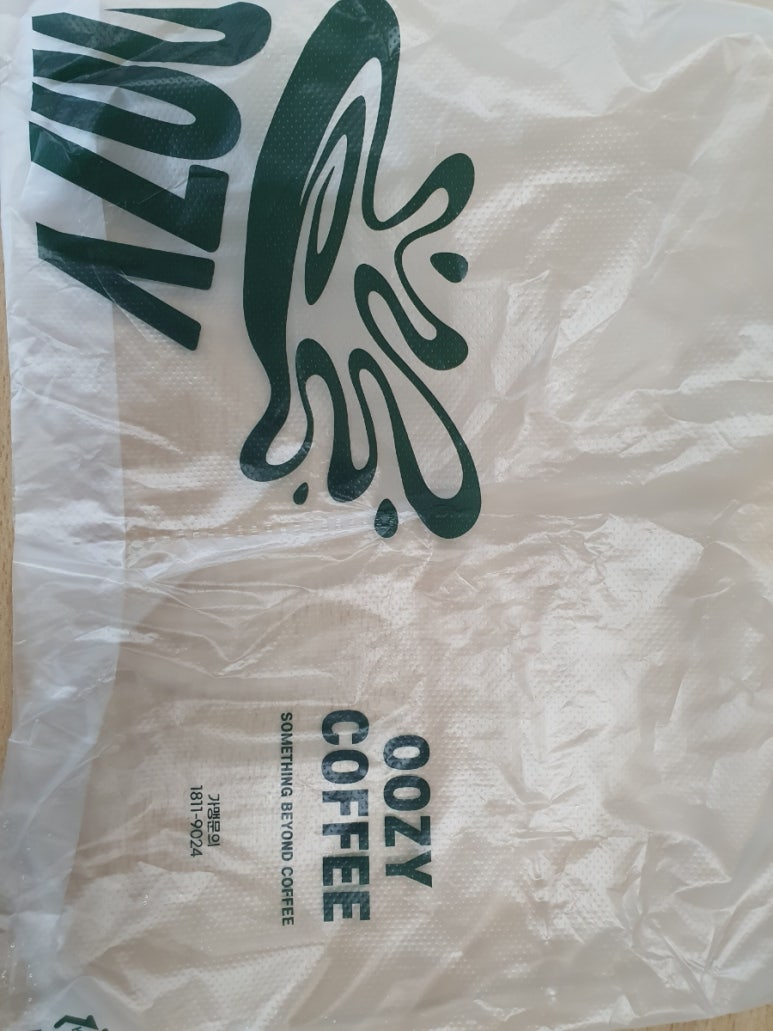 OOZY
OOZY
COFFEE
SOMETHING BEYOND COFFEE
가맹문의
1811-9024